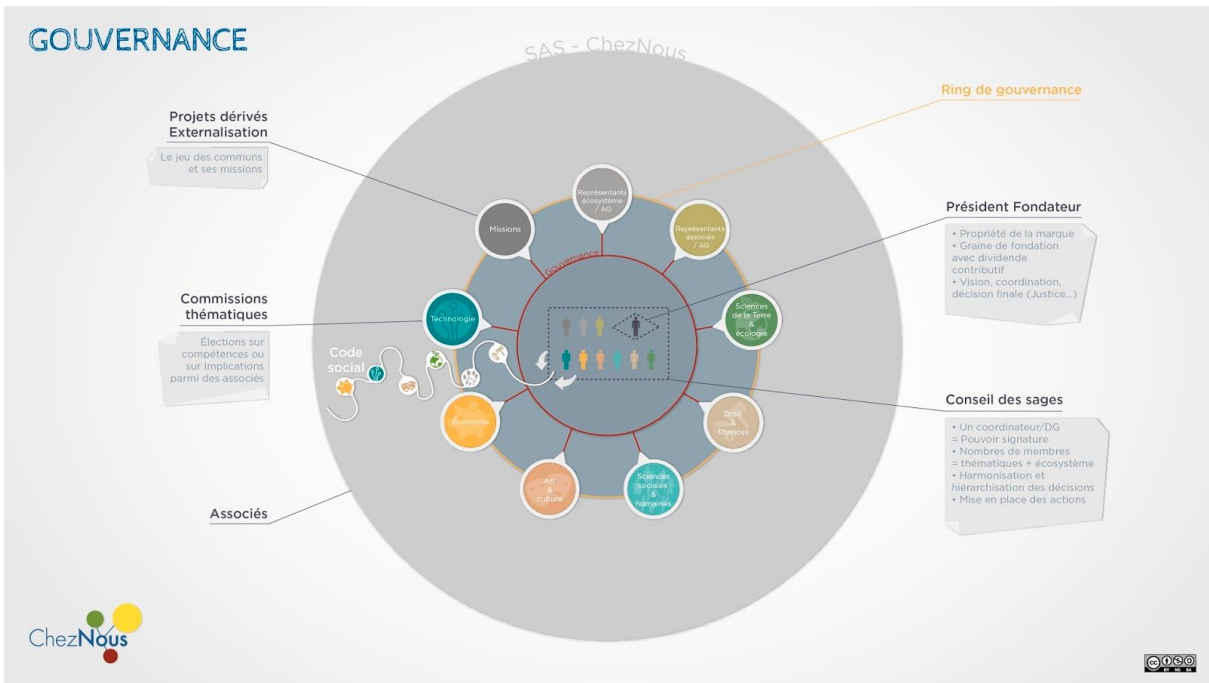 GOUVERNANCE
SAS - ChezNous
Ring de gouvernance
Projets dérivés
Externalisation
Le jeu des communs
et ses missions
Représentants
écosystème
/ AG
Missions
Représentants
associés
/ AG
Président Fondateur
• Propriété de la marque
• Graine de fondation
avec dividende
contributif
• Vision, coordination,
décision finale (Justice...)
Gouvernance
Commissions
thématiques
Élections sur
compétences ou
sur implications
parmi des associés
Technologie
Sciences
de la Terre
&
écologie
Code
social
Économie
Droit
&
finances
Conseil des sages
• Un coordinateur/DG
= Pouvoir signature
• Nombres de membres
= thématiques + écosystème
• Harmonisation et
hiérarchisation des décisions
• Mise en place des actions
Art
&
culture
Sciences
sociales
&
humaines
Associés
ChezNous
cc
BY NC SA